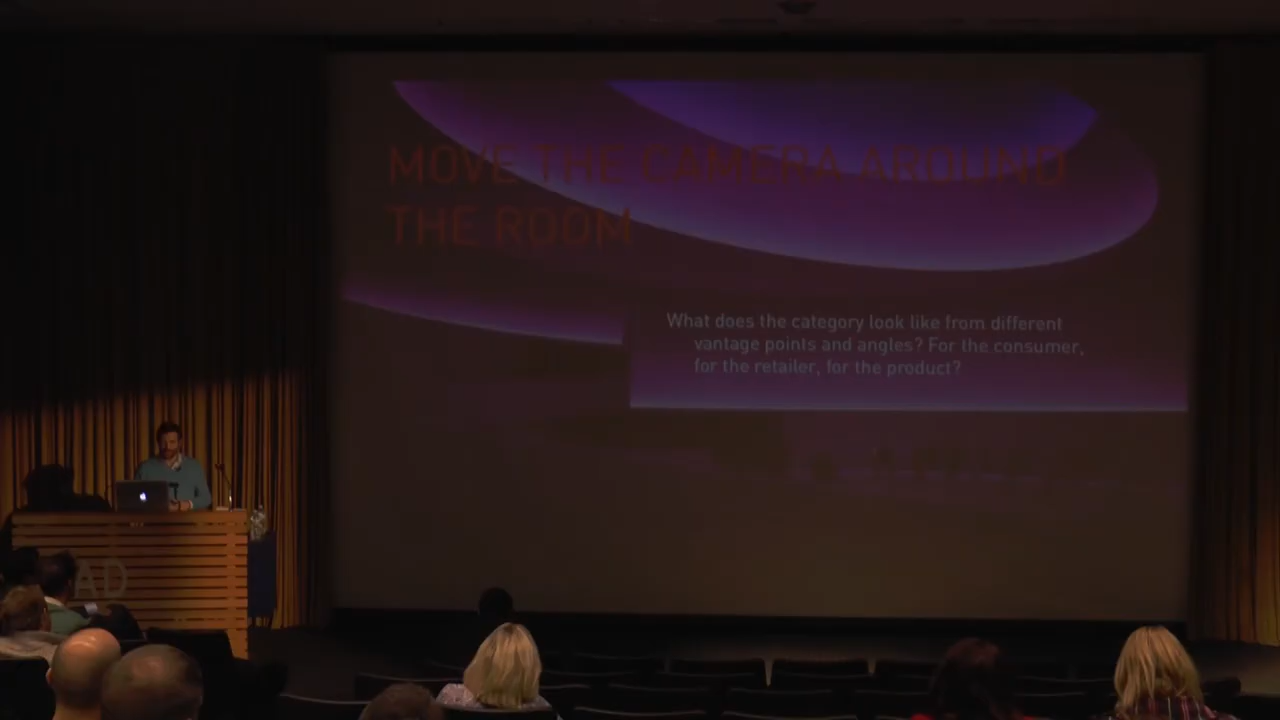 MOVE THE CAMERA AROUND
THE ROOM
What does the category look like from different
vantage points and angles? For the consumer,
for the retailer, for the product?
AD